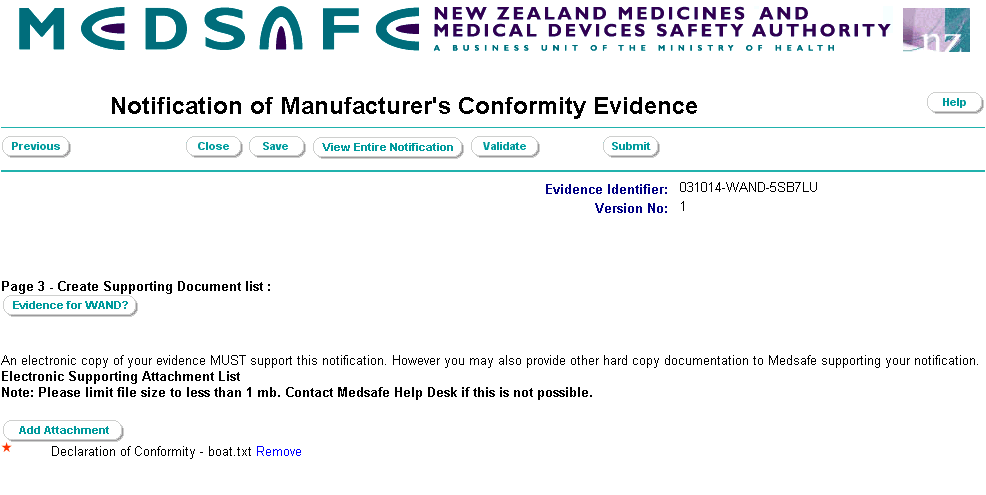 MEDSAFE
NEW ZEALAND MEDICINES AND
MEDICAL DEVICES SAFETY AUTHORITY
A BUSINESS UNIT OF THE MINISTRY OF HEALTH
nz
Notification of Manufacturer's Conformity Evidence
Help
Previous Close Save View Entire Notification Validate Submit
Evidence Identifier: 031014-WAND-5SB7LU
Version No: 1
Page 3 - Create Supporting Document list :
Evidence for WAND?
An electronic copy of your evidence MUST support this notification. However you may also provide other hard copy documentation to Medsafe supporting your notification.
Electronic Supporting Attachment List
Note: Please limit file size to less than 1 mb. Contact Medsafe Help Desk if this is not possible.
Add Attachment
Declaration of Conformity - boat.txt Remove